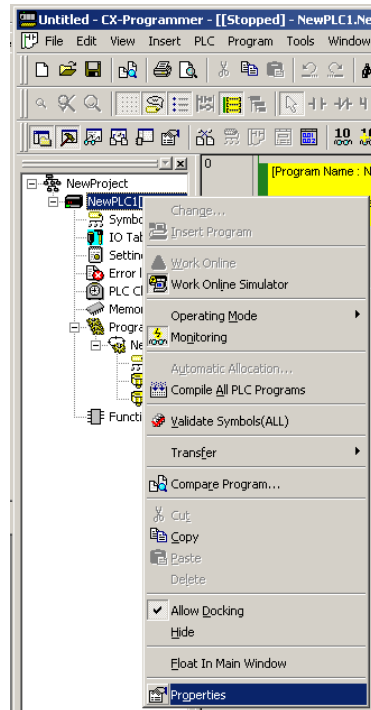 Untitled - CX-Programmer - [[Stopped] - NewPLC1.Ne
File Edit View Insert PLC Program Tools Window
10
0
[Program Name : N
NewProject
NewPLC1[
Symbo
IO Tab
Settin
Error l
PLC Cl
Memor
Progra
Ne
Functi
Change...
Insert Program
Work Online
Work Online Simulator
Operating Mode
Monitoring
Automatic Allocation...
Compile All PLC Programs
Validate Symbols(ALL)
Transfer
Compare Program...
Cut
Copy
Paste
Delete
Allow Docking
Hide
Float In Main Window
Properties